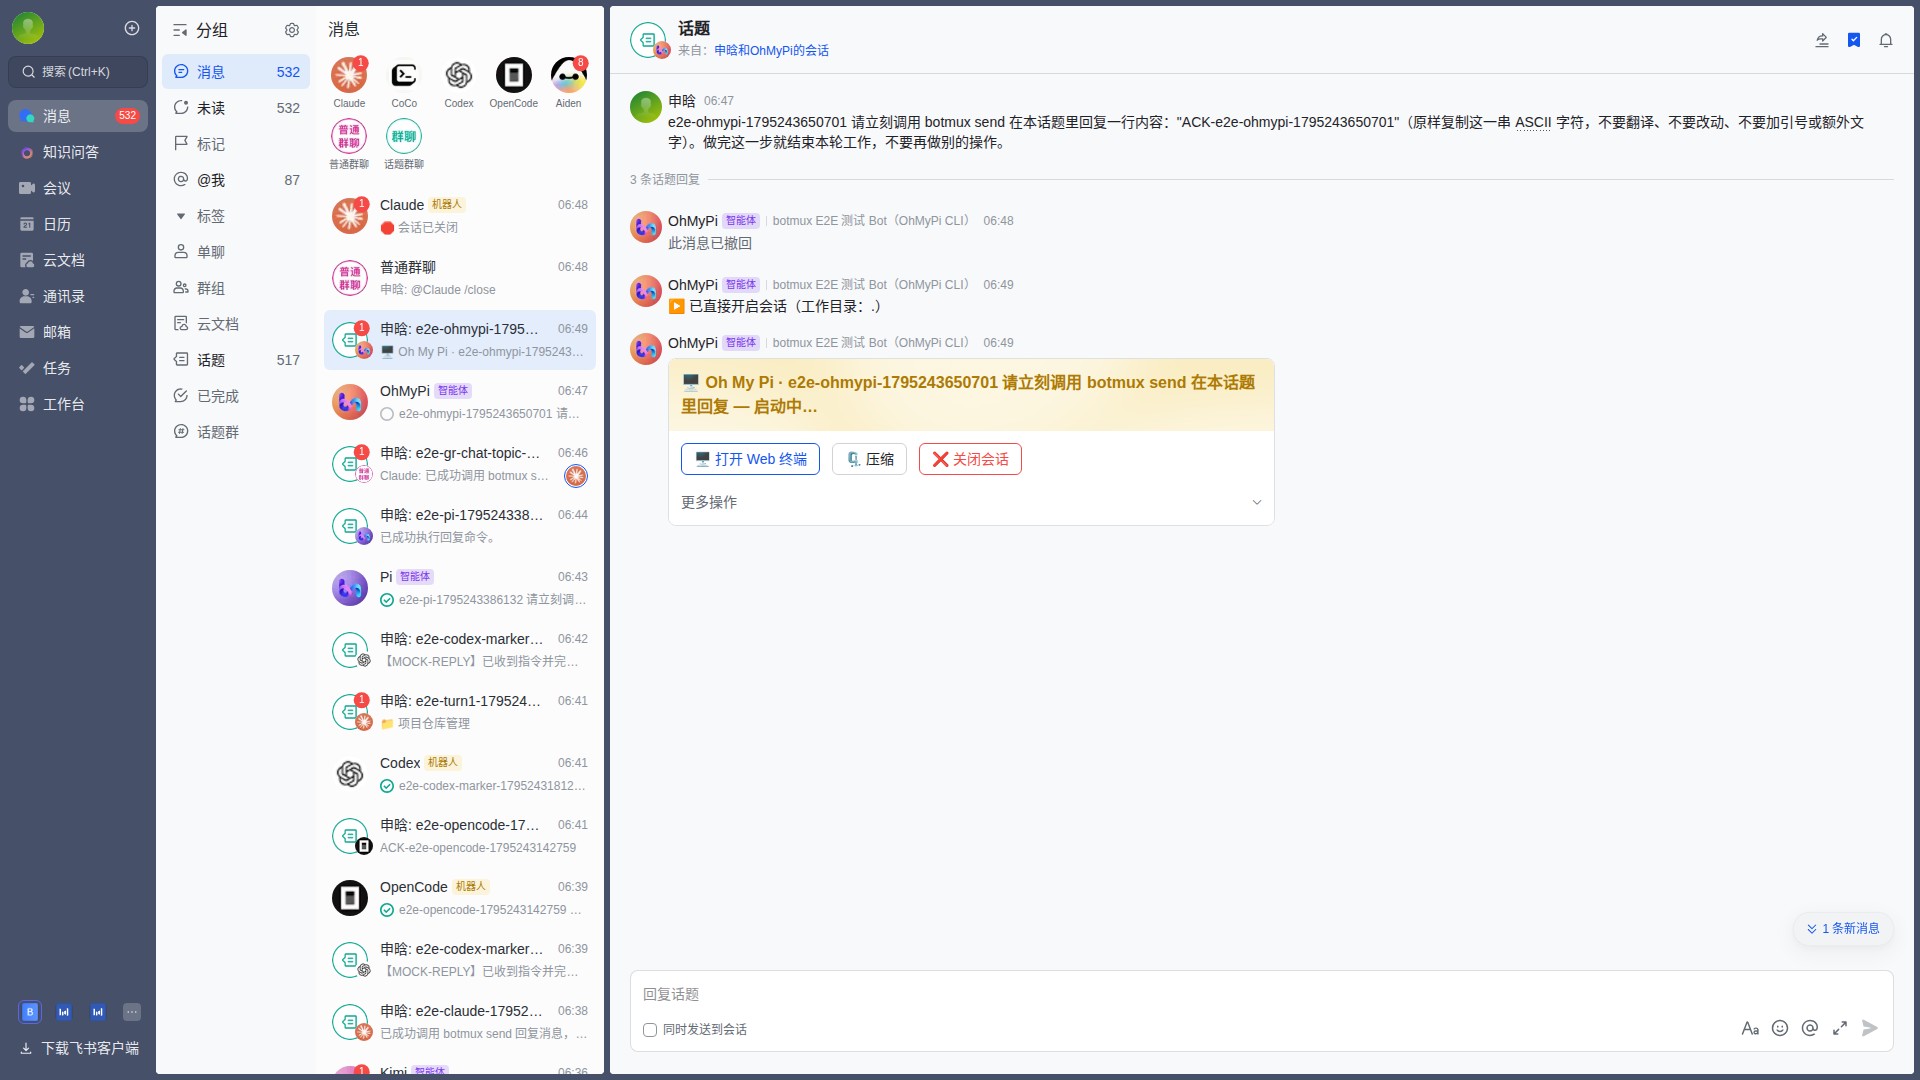 搜索 (Ctrl+K)
消息
532
知识问答
会议
日历
云文档
通讯录
邮箱
任务
工作台
下载飞书客户端
分组
消息 532
未读 532
标记
@我 87
标签
单聊
群组
云文档
话题 517
已完成
话题群
消息
1
8
Claude
CoCo
Codex
OpenCode
Aiden
普通
群聊
群聊
普通群聊
话题群聊
1
Claude 机器人 06:48
会话已关闭
普通
群聊
普通群聊 06:48
申晗: @Claude /close
1
申晗: e2e-ohmypi-1795... 06:49
Oh My Pi · e2e-ohmypi-1795243...
OhMyPi 智能体 06:47
e2e-ohmypi-1795243650701 请...
1
申晗: e2e-gr-chat-topic-... 06:46
Claude: 已成功调用 botmux s...
申晗: e2e-pi-179524338... 06:44
已成功执行回复命令。
Pi 智能体 06:43
e2e-pi-1795243386132 请立刻调...
申晗: e2e-codex-marker... 06:42
【MOCK-REPLY】已收到指令并完...
1
申晗: e2e-turn1-179524... 06:41
项目仓库管理
Codex 机器人 06:41
e2e-codex-marker-17952431812...
申晗: e2e-opencode-17... 06:41
ACK-e2e-opencode-1795243142759
OpenCode 机器人 06:39
e2e-opencode-1795243142759 ...
申晗: e2e-codex-marker... 06:39
【MOCK-REPLY】已收到指令并完...
申晗: e2e-claude-17952... 06:38
已成功调用 botmux send 回复消息，...
1
Kimi 智能体 06:36
话题
来自：申晗和OhMyPi的会话
申晗 06:47
e2e-ohmypi-1795243650701 请立刻调用 botmux send 在本话题里回复一行内容："ACK-e2e-ohmypi-1795243650701"（原样复制这一串 ASCII 字符，不要翻译、不要改动、不要加引号或额外文
字）。做完这一步就结束本轮工作，不要再做别的操作。
3 条话题回复
OhMyPi 智能体 botmux E2E 测试 Bot（OhMyPi CLI） 06:48
此消息已撤回
OhMyPi 智能体 botmux E2E 测试 Bot（OhMyPi CLI） 06:49
已直接开启会话（工作目录：.）
OhMyPi 智能体 botmux E2E 测试 Bot（OhMyPi CLI） 06:49
Oh My Pi · e2e-ohmypi-1795243650701 请立刻调用 botmux send 在本话题
里回复 — 启动中…
打开 Web 终端
压缩
关闭会话
更多操作
1 条新消息
回复话题
同时发送到会话